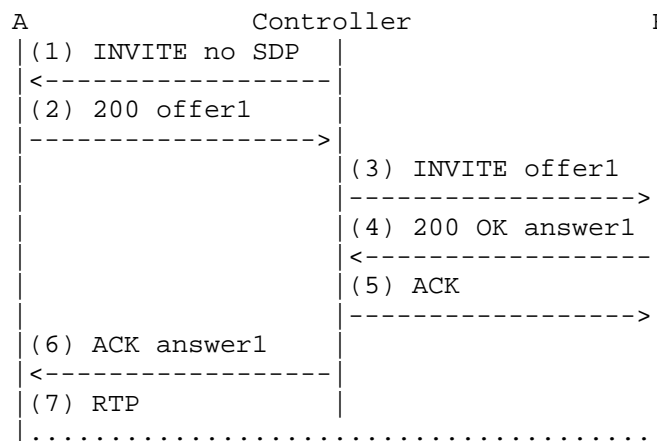 A Controller
(1) INVITE no SDP
<------------------
(2) 200 offer1
------------------>
(3) INVITE offer1
------------------>
(4) 200 OK answer1
<------------------
(5) ACK
------------------>
(6) ACK answer1
<------------------
(7) RTP
.......................................